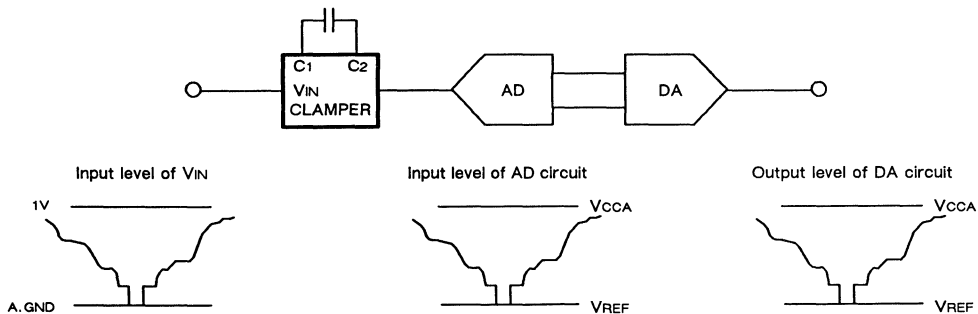 C1 C2
VIN
CLAMPER
AD
DA
Input level of VIN
1V
A.GND
Input level of AD circuit
VCCA
VREF
Output level of DA circuit
VCCA
VREF